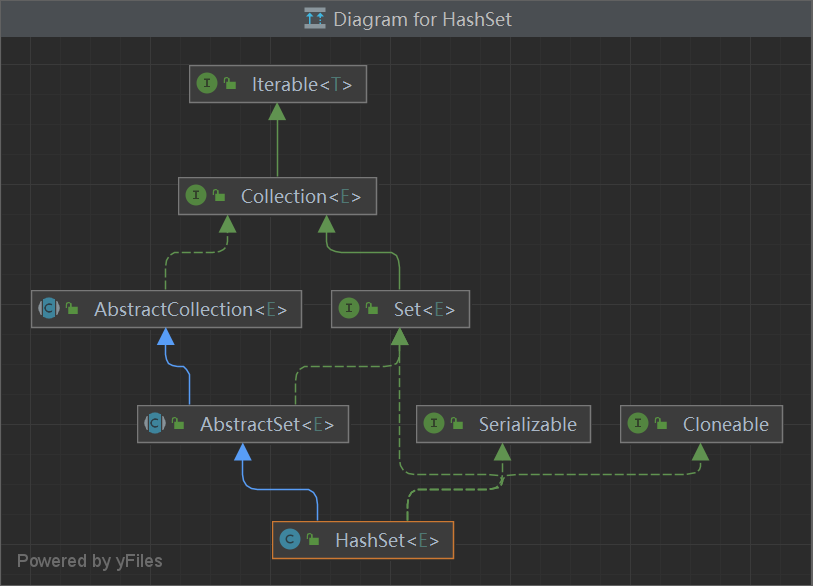 Diagram for HashSet
I Iterable<T>
I Collection<E>
C AbstractCollection<E>
I Set<E>
C AbstractSet<E>
I Serializable
I Cloneable
C HashSet<E>
Powered by yFiles